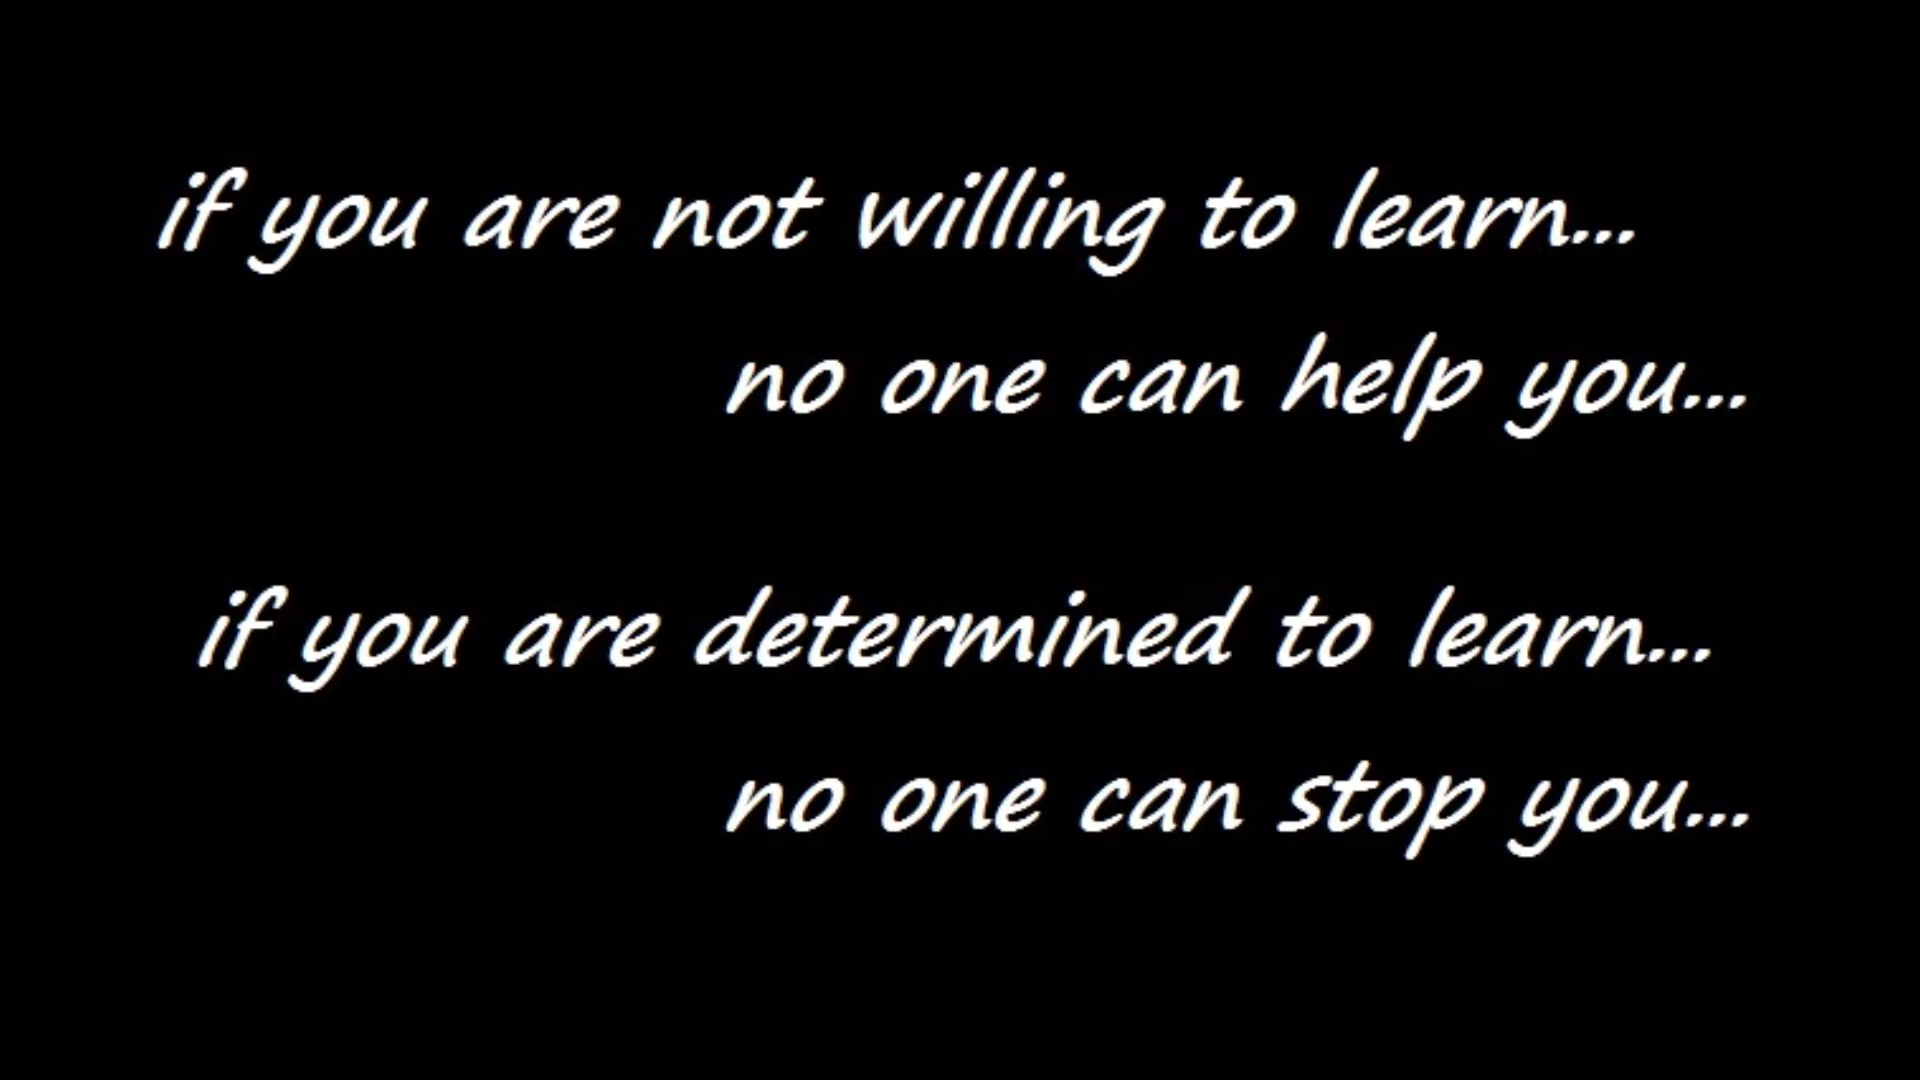 if you are not willing to learn...
no one can help you...
if you are determined to learn...
no one can stop you...